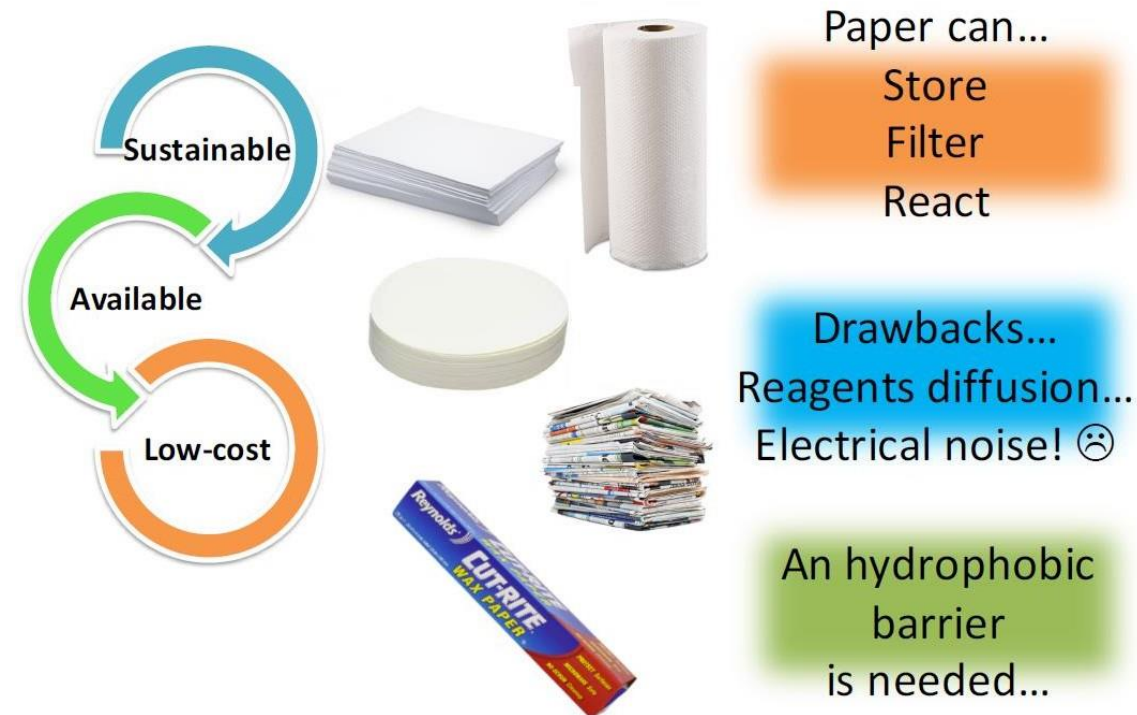 Sustainable
Available
Low-cost
Reynolds
CUT-RITE
WAX PAPER
Paper can...
Store
Filter
React
Drawbacks...
Reagents diffusion...
Electrical noise! ☹
An hydrophobic
barrier
is needed...